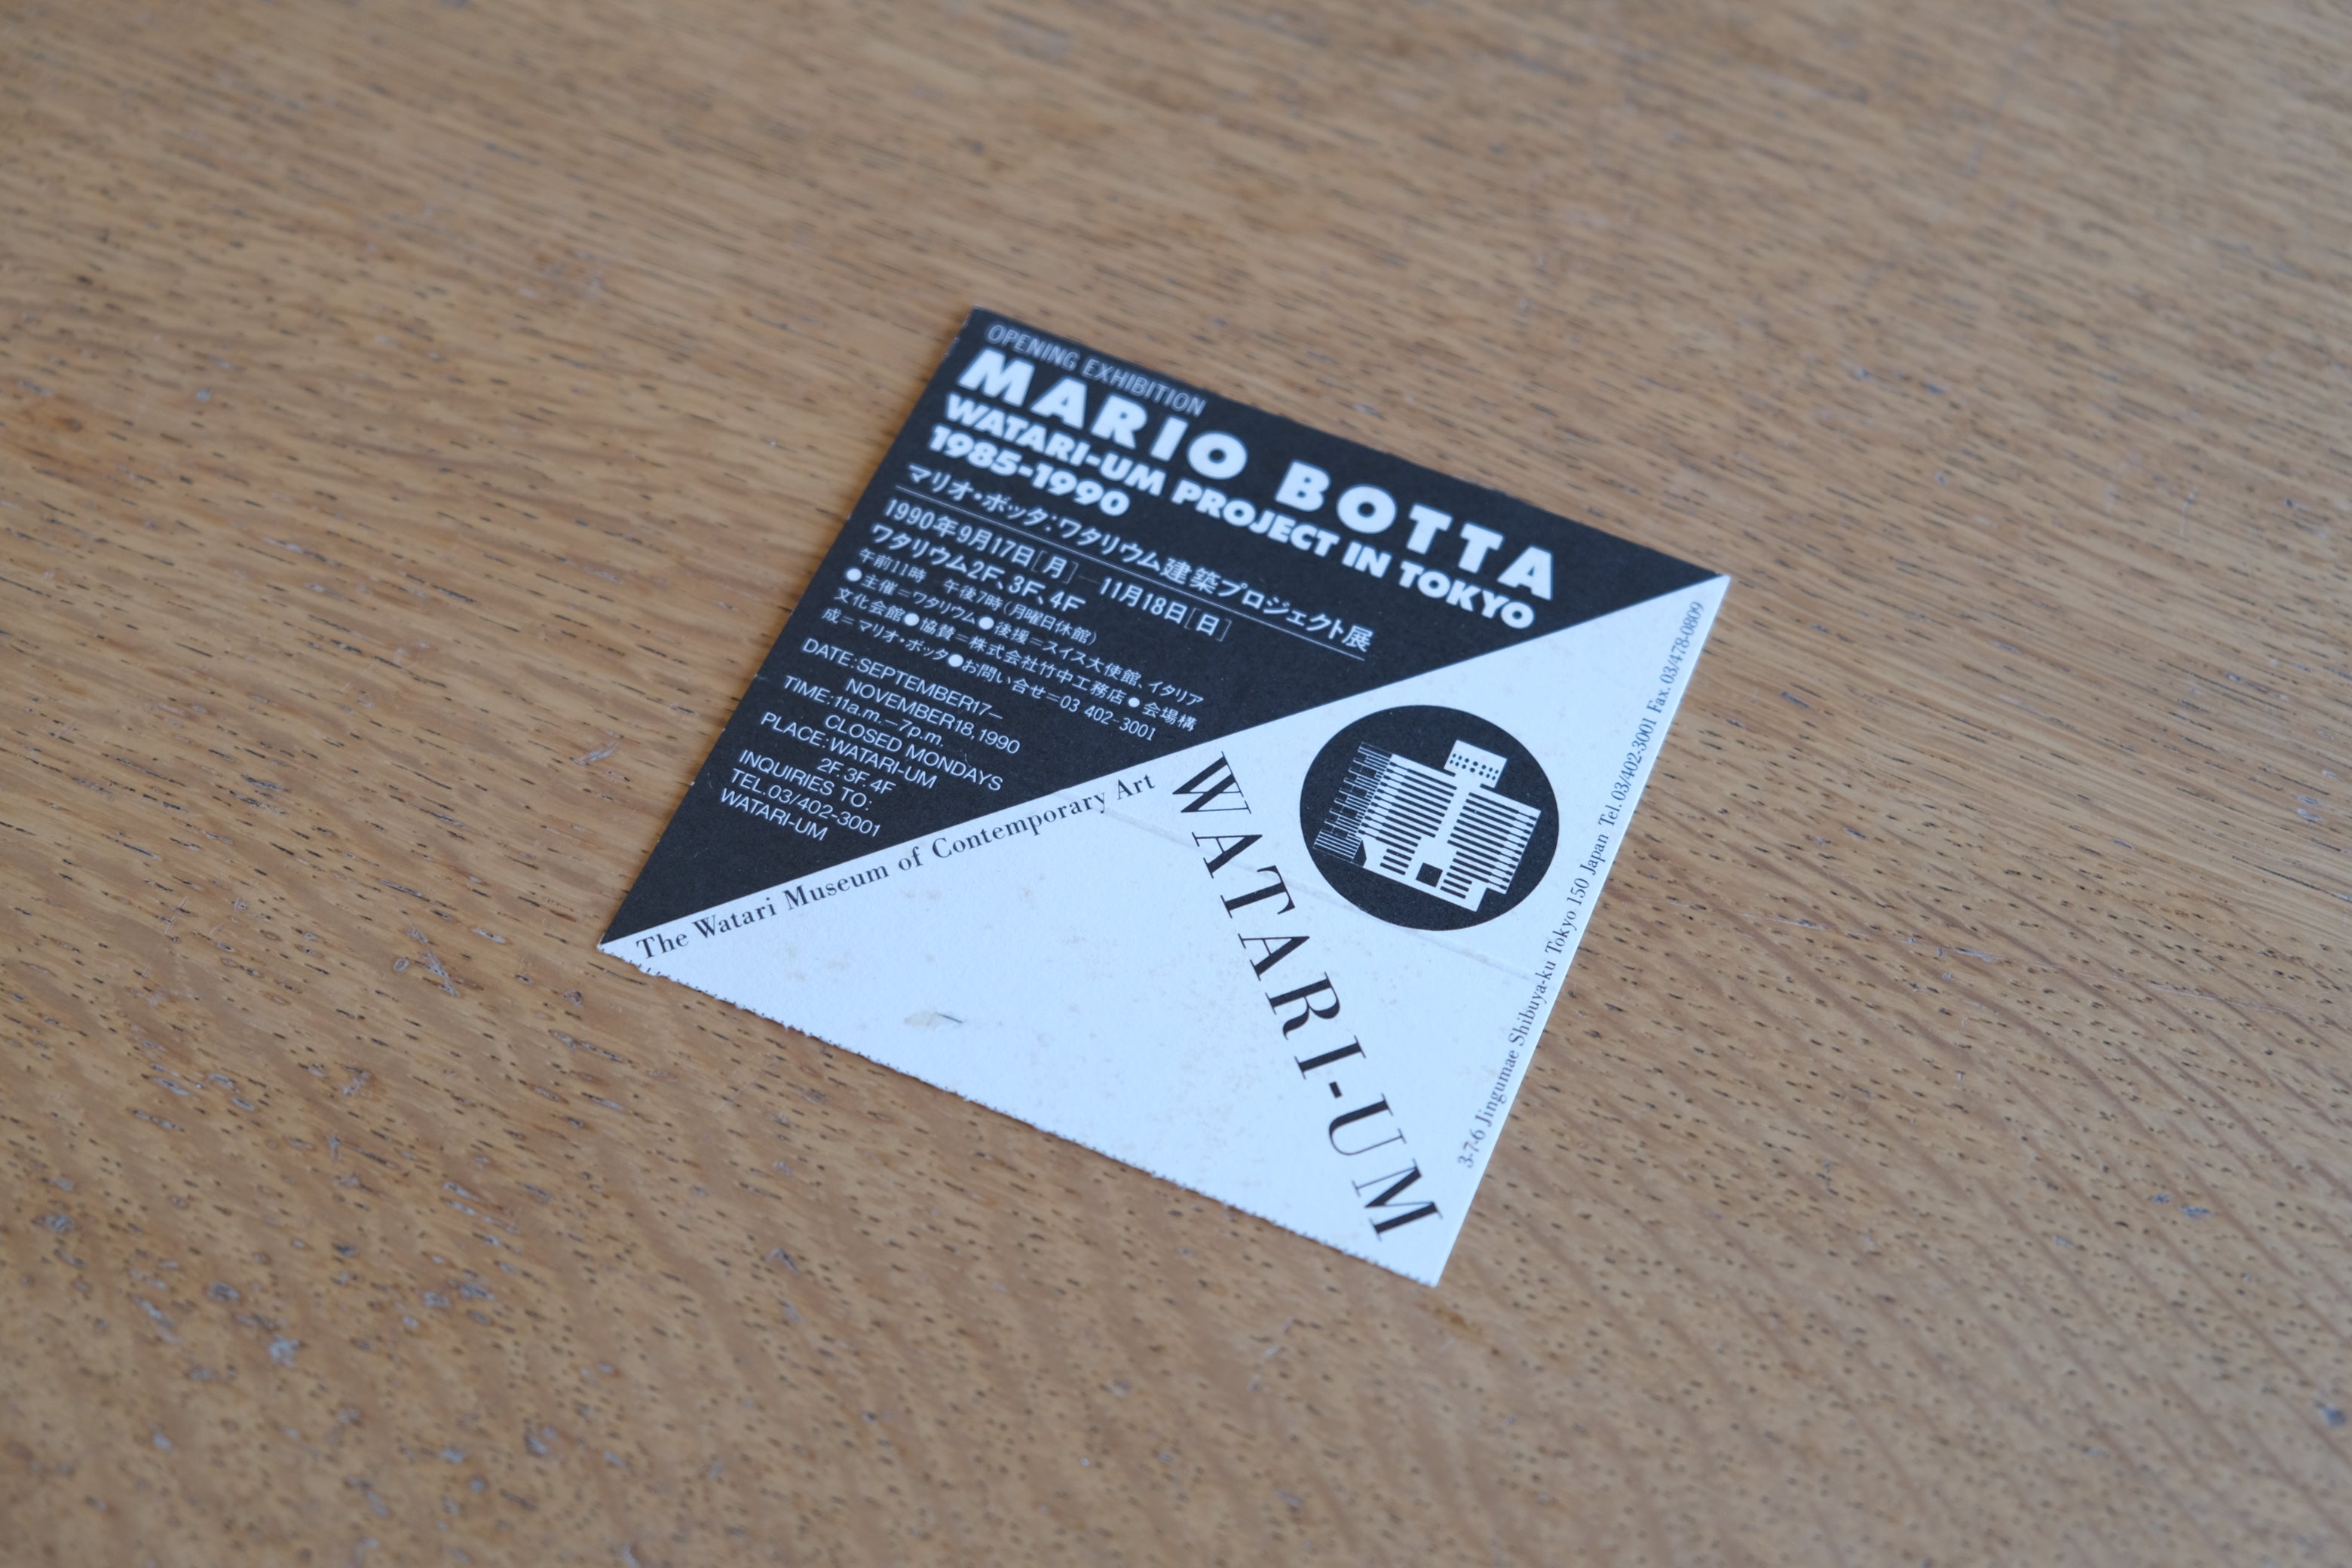 OPENING EXHIBITION
MARIO BOTTA
WATARI-UM PROJECT IN TOKYO
1985-1990
マリオ・ボッタ:ワタリウム建築プロジェクト展
1990年9月17日[月]—11月18日[日]
ワタリウム2F、3F、4F
午前11時—午後7時(月曜日休館)
●主催=ワタリウム●後援=スイス大使館、イタリア
文化会館●協賛=株式会社竹中工務店●会場構
成=マリオ・ボッタ●お問い合せ=03-402-3001
DATE:SEPTEMBER17—
NOVEMBER18,1990
TIME:11a.m.—7p.m.
CLOSED MONDAYS
PLACE:WATARI-UM
2F.3F.4F
INQUIRIES TO:
TEL.03/402-3001
WATARI-UM
The Watari Museum of Contemporary Art
WATARI-UM
3-7-6 Jingumae Shibuya-ku Tokyo 150 Japan Tel. 03/402-3001 Fax. 03/478-0809